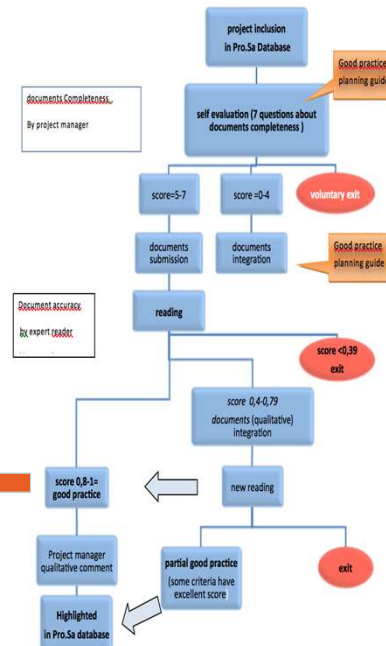 project inclusion
in Pro.Sa Database
Good practice
planning guide
documents Completeness
By project manager
self evaluation (7 questions about
documents completeness )
score=5-7
score =0-4
voluntary exit
documents
submission
documents
integration
Good practice
planning guide
Document accuracy
by expert reader
reading
score <0,39
exit
score 0,4-0,79
documents (qualitative)
integration
score 0,8-1=
good practice
new reading
Project manager
qualitative comment
partial good practice
(some criteria have
excellent score)
exit
Highlighted
in Pro.Sa database